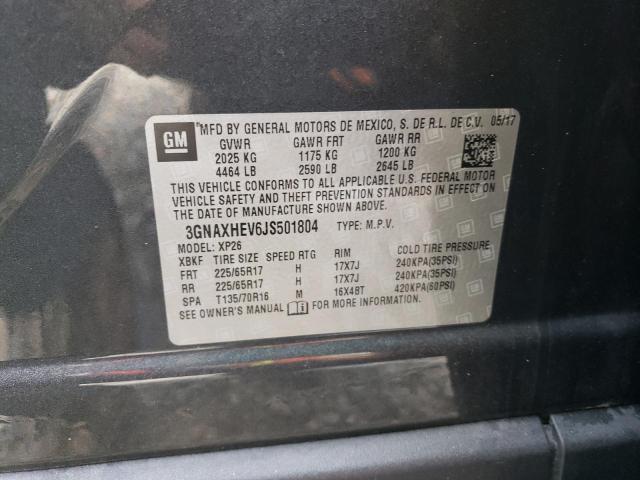 GM
MFD BY GENERAL MOTORS DE MEXICO, S. DE R.L. DE C.V. 05/17
GVWR GAWR FRT GAWR RR
2025 KG 1175 KG 1200 KG
4464 LB 2590 LB 2645 LB
THIS VEHICLE CONFORMS TO ALL APPLICABLE U.S. FEDERAL MOTOR
VEHICLE SAFETY AND THEFT PREVENTION STANDARDS IN EFFECT ON
THE DATE OF MANUFACTURE SHOWN ABOVE.
3GNAXHEV6JS501804 TYPE: M.P.V.
MODEL: XP26
XBKF TIRE SIZE SPEED RTG RIM COLD TIRE PRESSURE
FRT 225/65R17 H 17X7J 240KPA(35PSI)
RR 225/65R17 H 17X7J 240KPA(35PSI)
SPA T135/70R16 M 16X4BT 420KPA(60PSI)
SEE OWNER'S MANUAL FOR MORE INFORMATION.